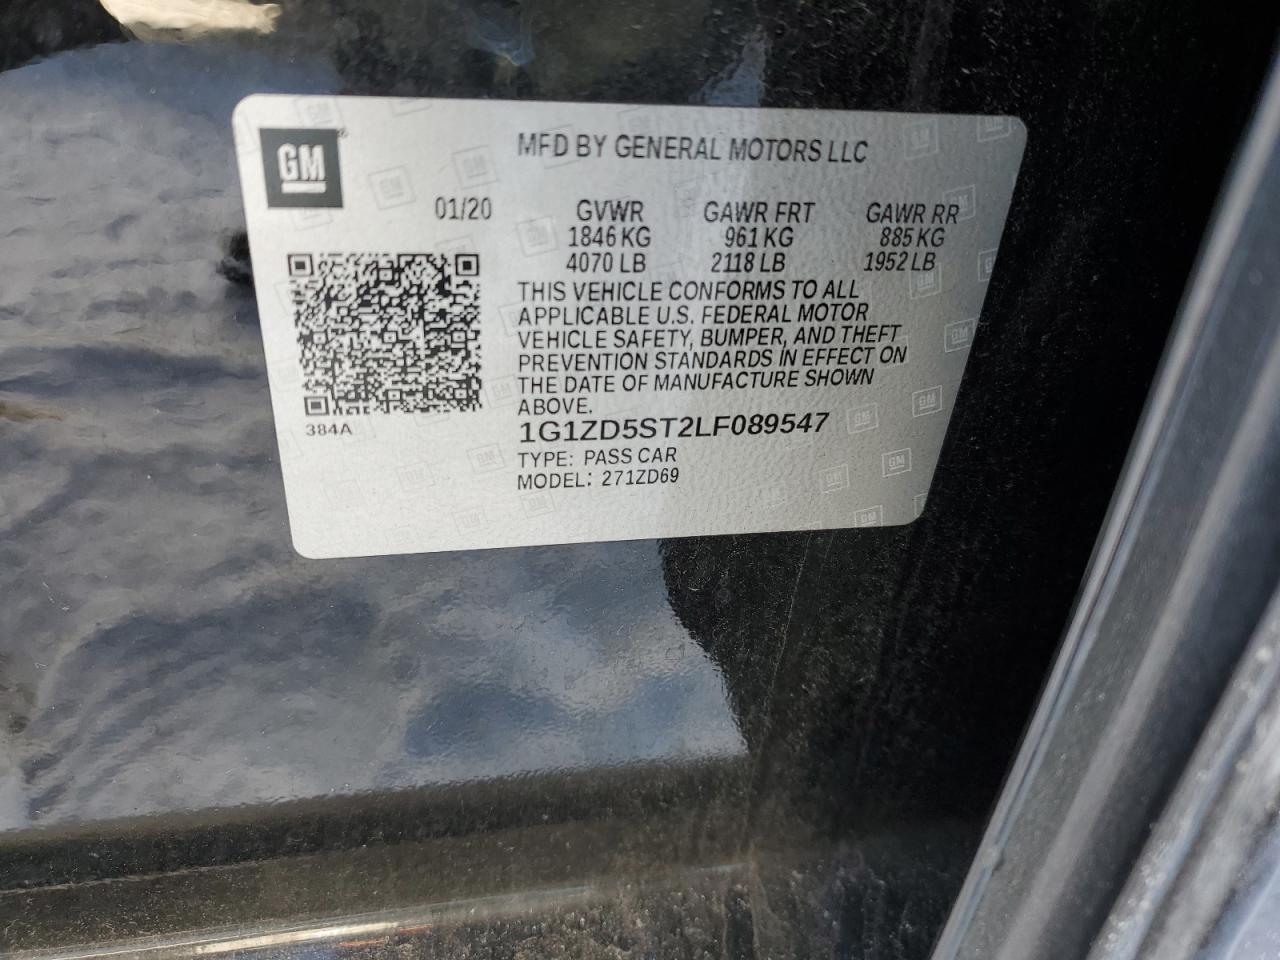 GM
MFD BY GENERAL MOTORS LLC
01/20 GVWR GAWR FRT GAWR RR
1846 KG 961 KG 885 KG
4070 LB 2118 LB 1952 LB
THIS VEHICLE CONFORMS TO ALL
APPLICABLE U.S. FEDERAL MOTOR
VEHICLE SAFETY, BUMPER, AND THEFT
PREVENTION STANDARDS IN EFFECT ON
THE DATE OF MANUFACTURE SHOWN
ABOVE.
384A
1G1ZD5ST2LF089547
TYPE: PASS CAR
MODEL: 271ZD69